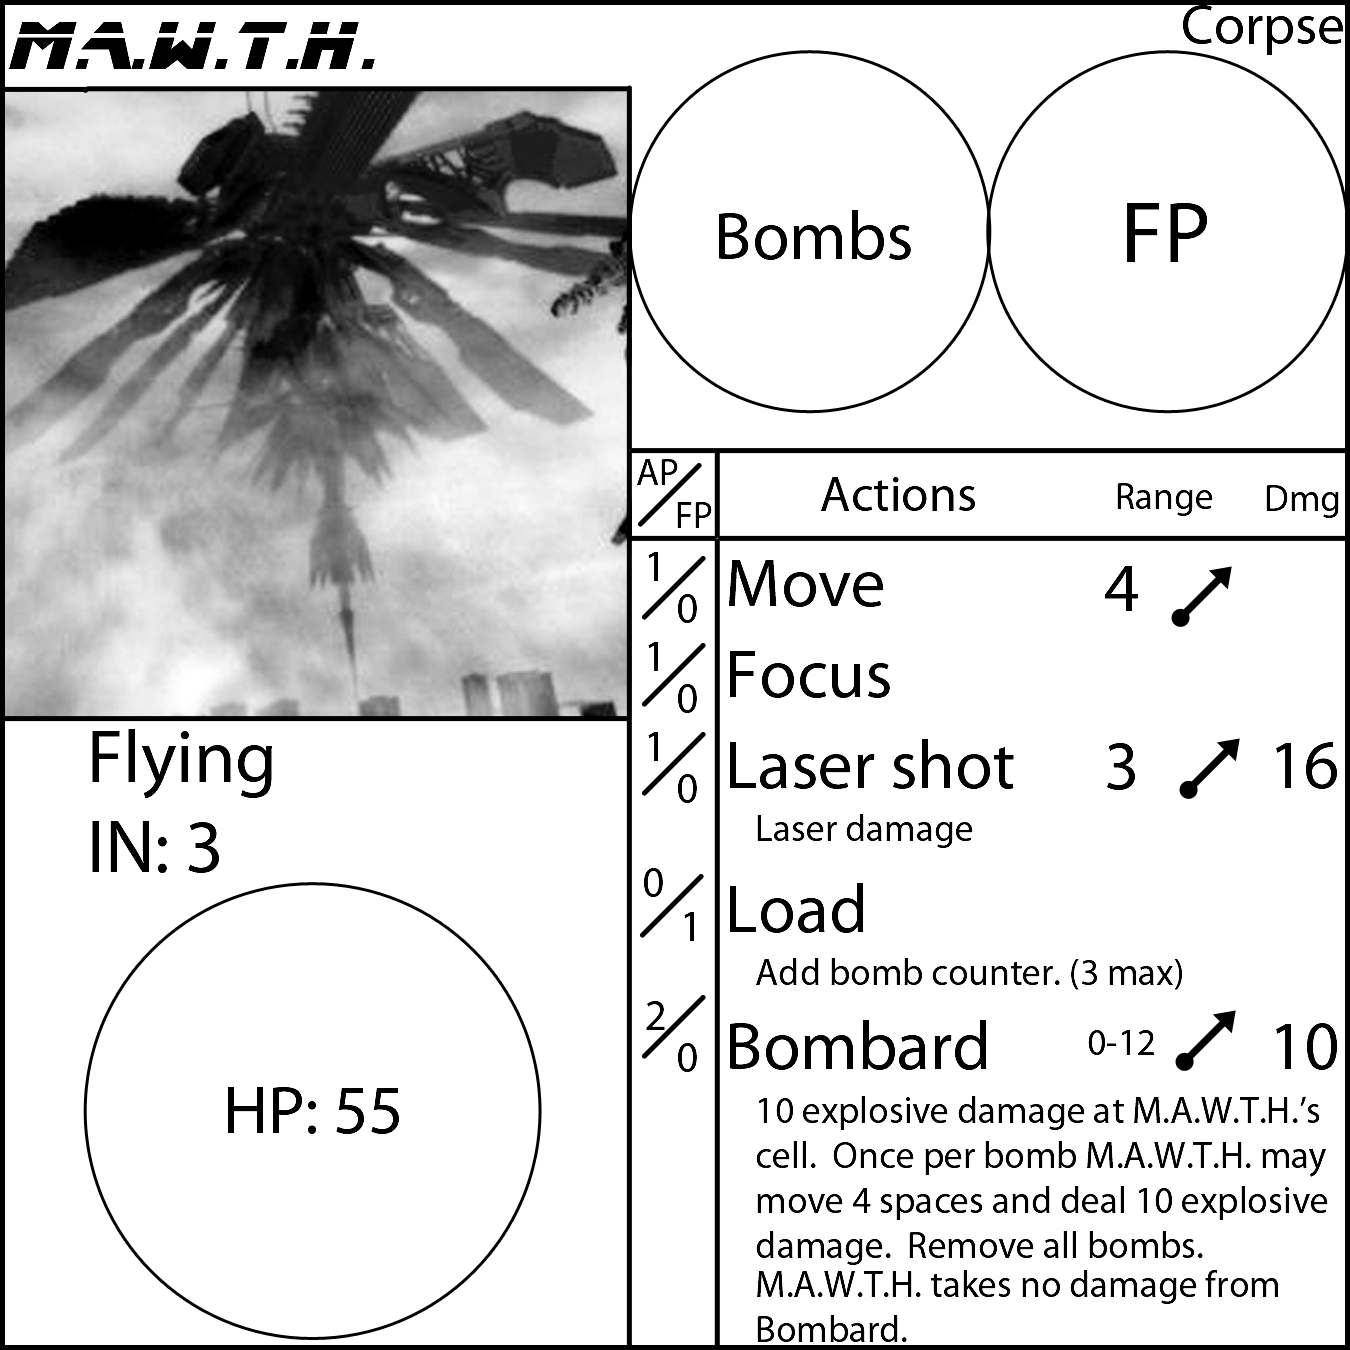 M.A.W.T.H.
Corpse
Bombs
FP
Flying
IN: 3
HP: 55
AP/FP Actions Range Dmg
1/0 Move 4
1/0 Focus
1/0 Laser shot 3 16
Laser damage
0/1 Load
Add bomb counter. (3 max)
2/0 Bombard 0-12 10
10 explosive damage at M.A.W.T.H.'s
cell.  Once per bomb M.A.W.T.H. may
move 4 spaces and deal 10 explosive
damage.  Remove all bombs.
M.A.W.T.H. takes no damage from
Bombard.